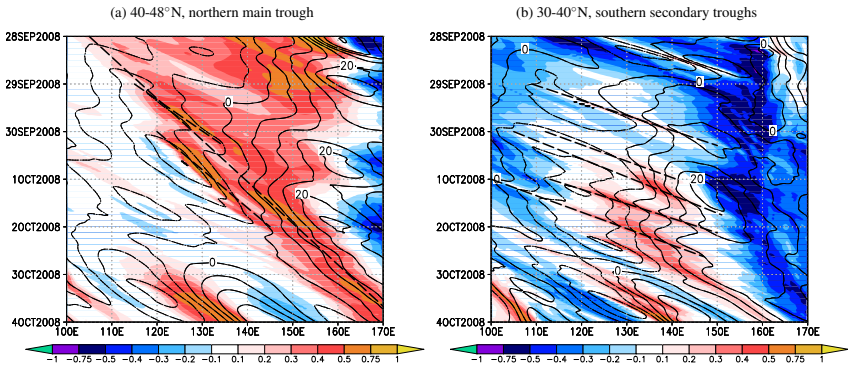 (a) 40-48°N, northern main trough
28SEP2008
29SEP2008
30SEP2008
1OCT2008
2OCT2008
3OCT2008
4OCT2008
20
0
20
20
0
100E 110E 120E 130E 140E 150E 160E 170E
-1 -0.75 -0.5 -0.4 -0.3 -0.2 -0.1 0.1 0.2 0.3 0.4 0.5 0.75 1
(b) 30-40°N, southern secondary troughs
28SEP2008
29SEP2008
30SEP2008
1OCT2008
2OCT2008
3OCT2008
4OCT2008
0
0
0
0
0
20
0
100E 110E 120E 130E 140E 150E 160E 170E
-1 -0.75 -0.5 -0.4 -0.3 -0.2 -0.1 0.1 0.2 0.3 0.4 0.5 0.75 1